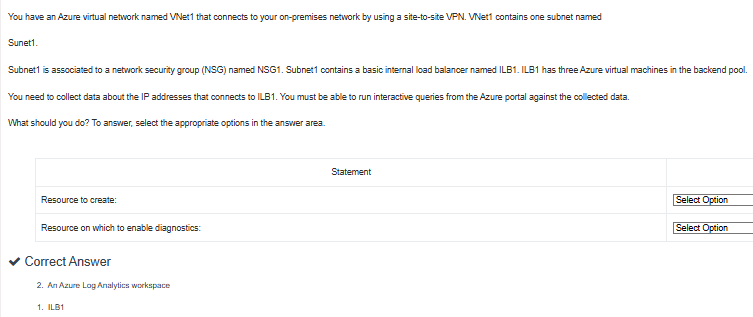 You have an Azure virtual network named VNet1 that connects to your on-premises network by using a site-to-site VPN. VNet1 contains one subnet named
Sunet1.
Subnet1 is associated to a network security group (NSG) named NSG1. Subnet1 contains a basic internal load balancer named ILB1. ILB1 has three Azure virtual machines in the backend pool.
You need to collect data about the IP addresses that connects to ILB1. You must be able to run interactive queries from the Azure portal against the collected data.
What should you do? To answer, select the appropriate options in the answer area.
Statement
Resource to create: Select Option
Resource on which to enable diagnostics: Select Option
✔ Correct Answer
2. An Azure Log Analytics workspace
1. ILB1